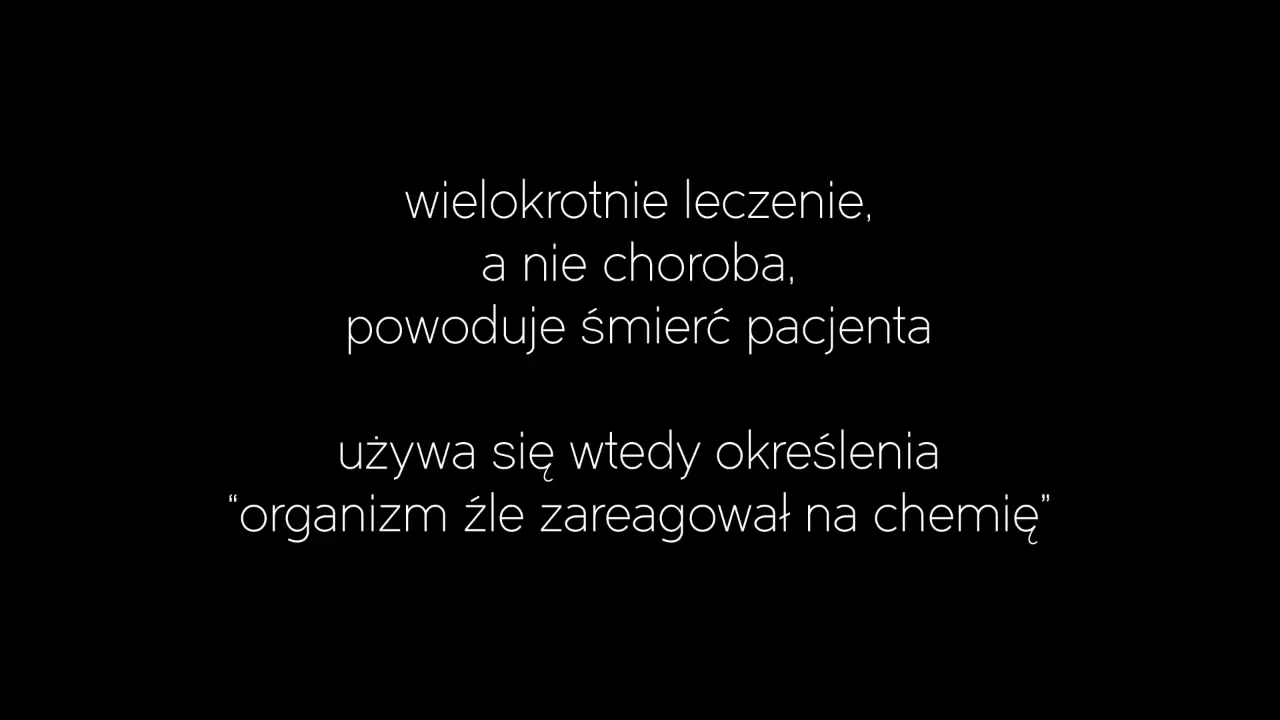 wielokrotnie leczenie,
a nie choroba,
powoduje śmierć pacjenta
używa się wtedy określenia
“organizm źle zareagował na chemię”